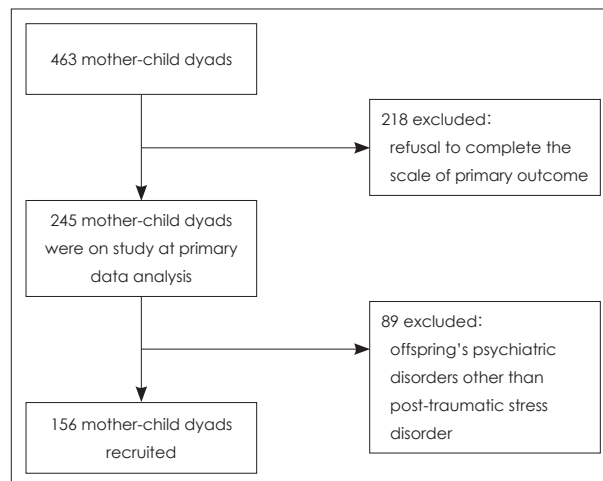 463 mother-child dyads
218 excluded:
refusal to complete the
scale of primary outcome
245 mother-child dyads
were on study at primary
data analysis
89 excluded:
offspring’s psychiatric
disorders other than
post-traumatic stress
disorder
156 mother-child dyads
recruited